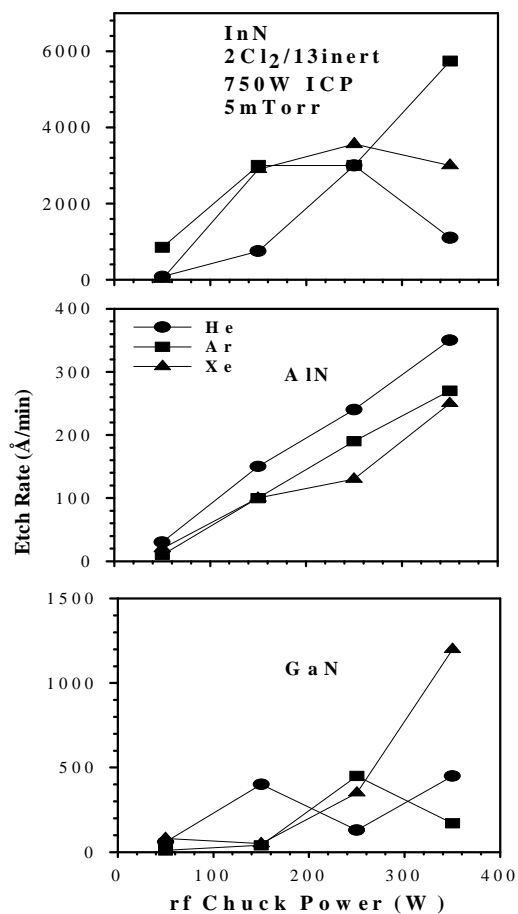 InN
2Cl2/13inert
750W ICP
5mTorr
6000
4000
2000
0
400
300
200
100
0
He
Ar
Xe
AlN
Etch Rate (Å/min)
1500
1000
500
0
GaN
0 100 200 300 400
rf Chuck Power (W)